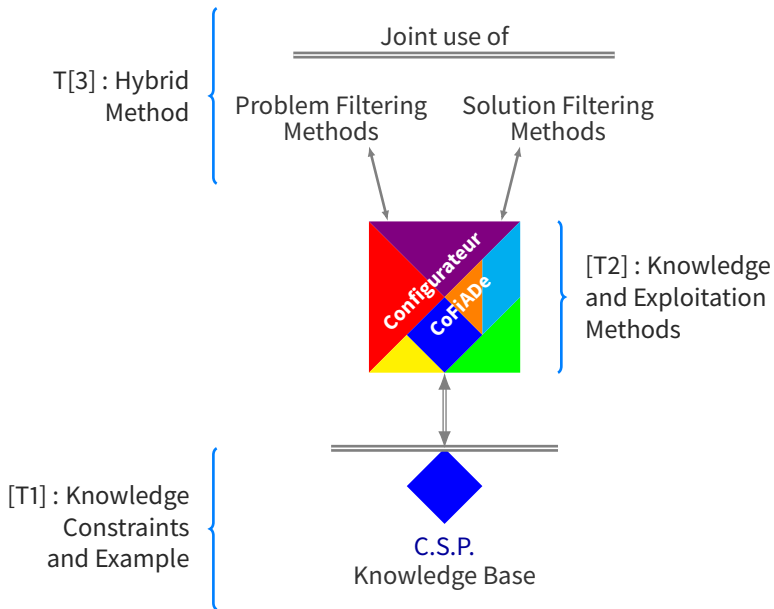 Joint use of
T[3] : Hybrid
Method
Problem Filtering
Methods
Solution Filtering
Methods
Configurateur
CoFiADe
[T2] : Knowledge
and Exploitation
Methods
[T1] : Knowledge
Constraints
and Example
C.S.P.
Knowledge Base